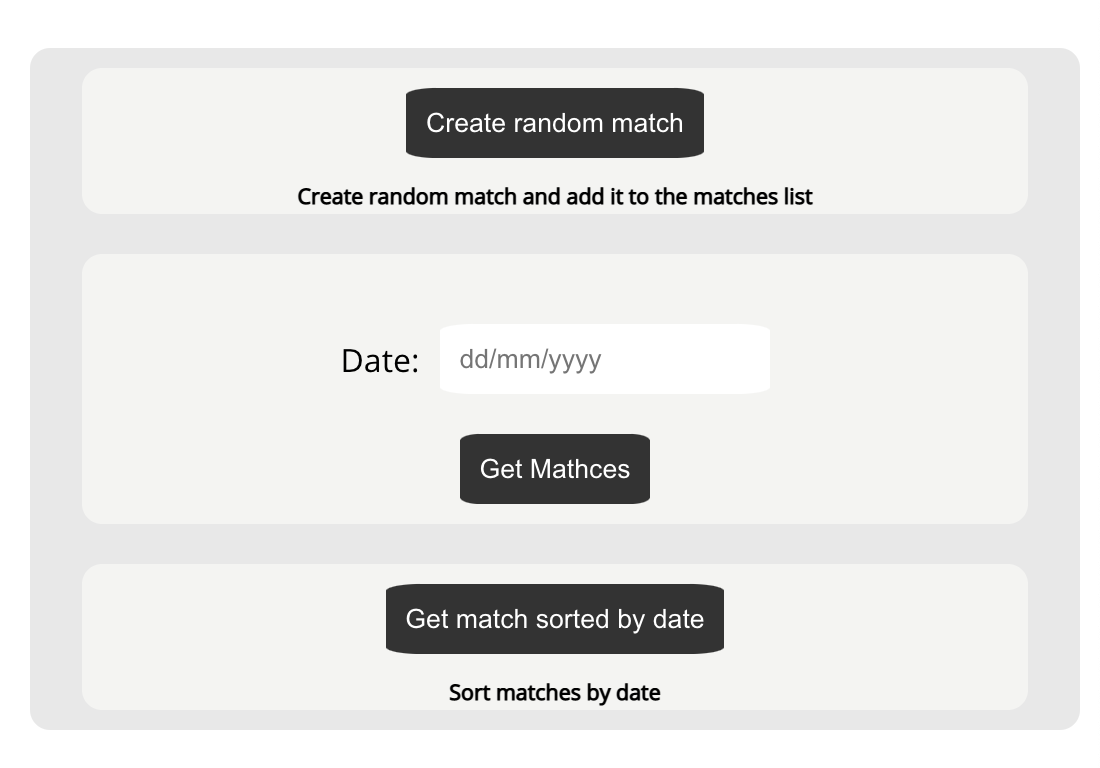 Create random match
Create random match and add it to the matches list
Date: dd/mm/yyyy
Get Mathces
Get match sorted by date
Sort matches by date